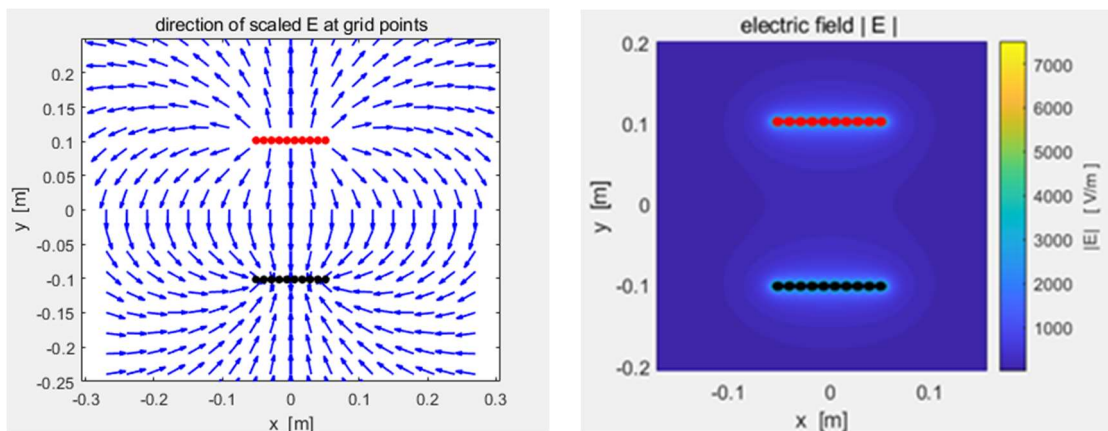 direction of scaled E at grid points
0.2
0.15
0.1
0.05
0
-0.05
-0.1
-0.15
-0.2
-0.25
y [m]
-0.3 -0.2 -0.1 0 0.1 0.2 0.3
x [m]
electric field | E |
0.2
0.1
0
-0.1
-0.2
y [m]
-0.1 0 0.1
x [m]
7000
6000
5000
4000
3000
2000
1000
|E| [ V/m ]